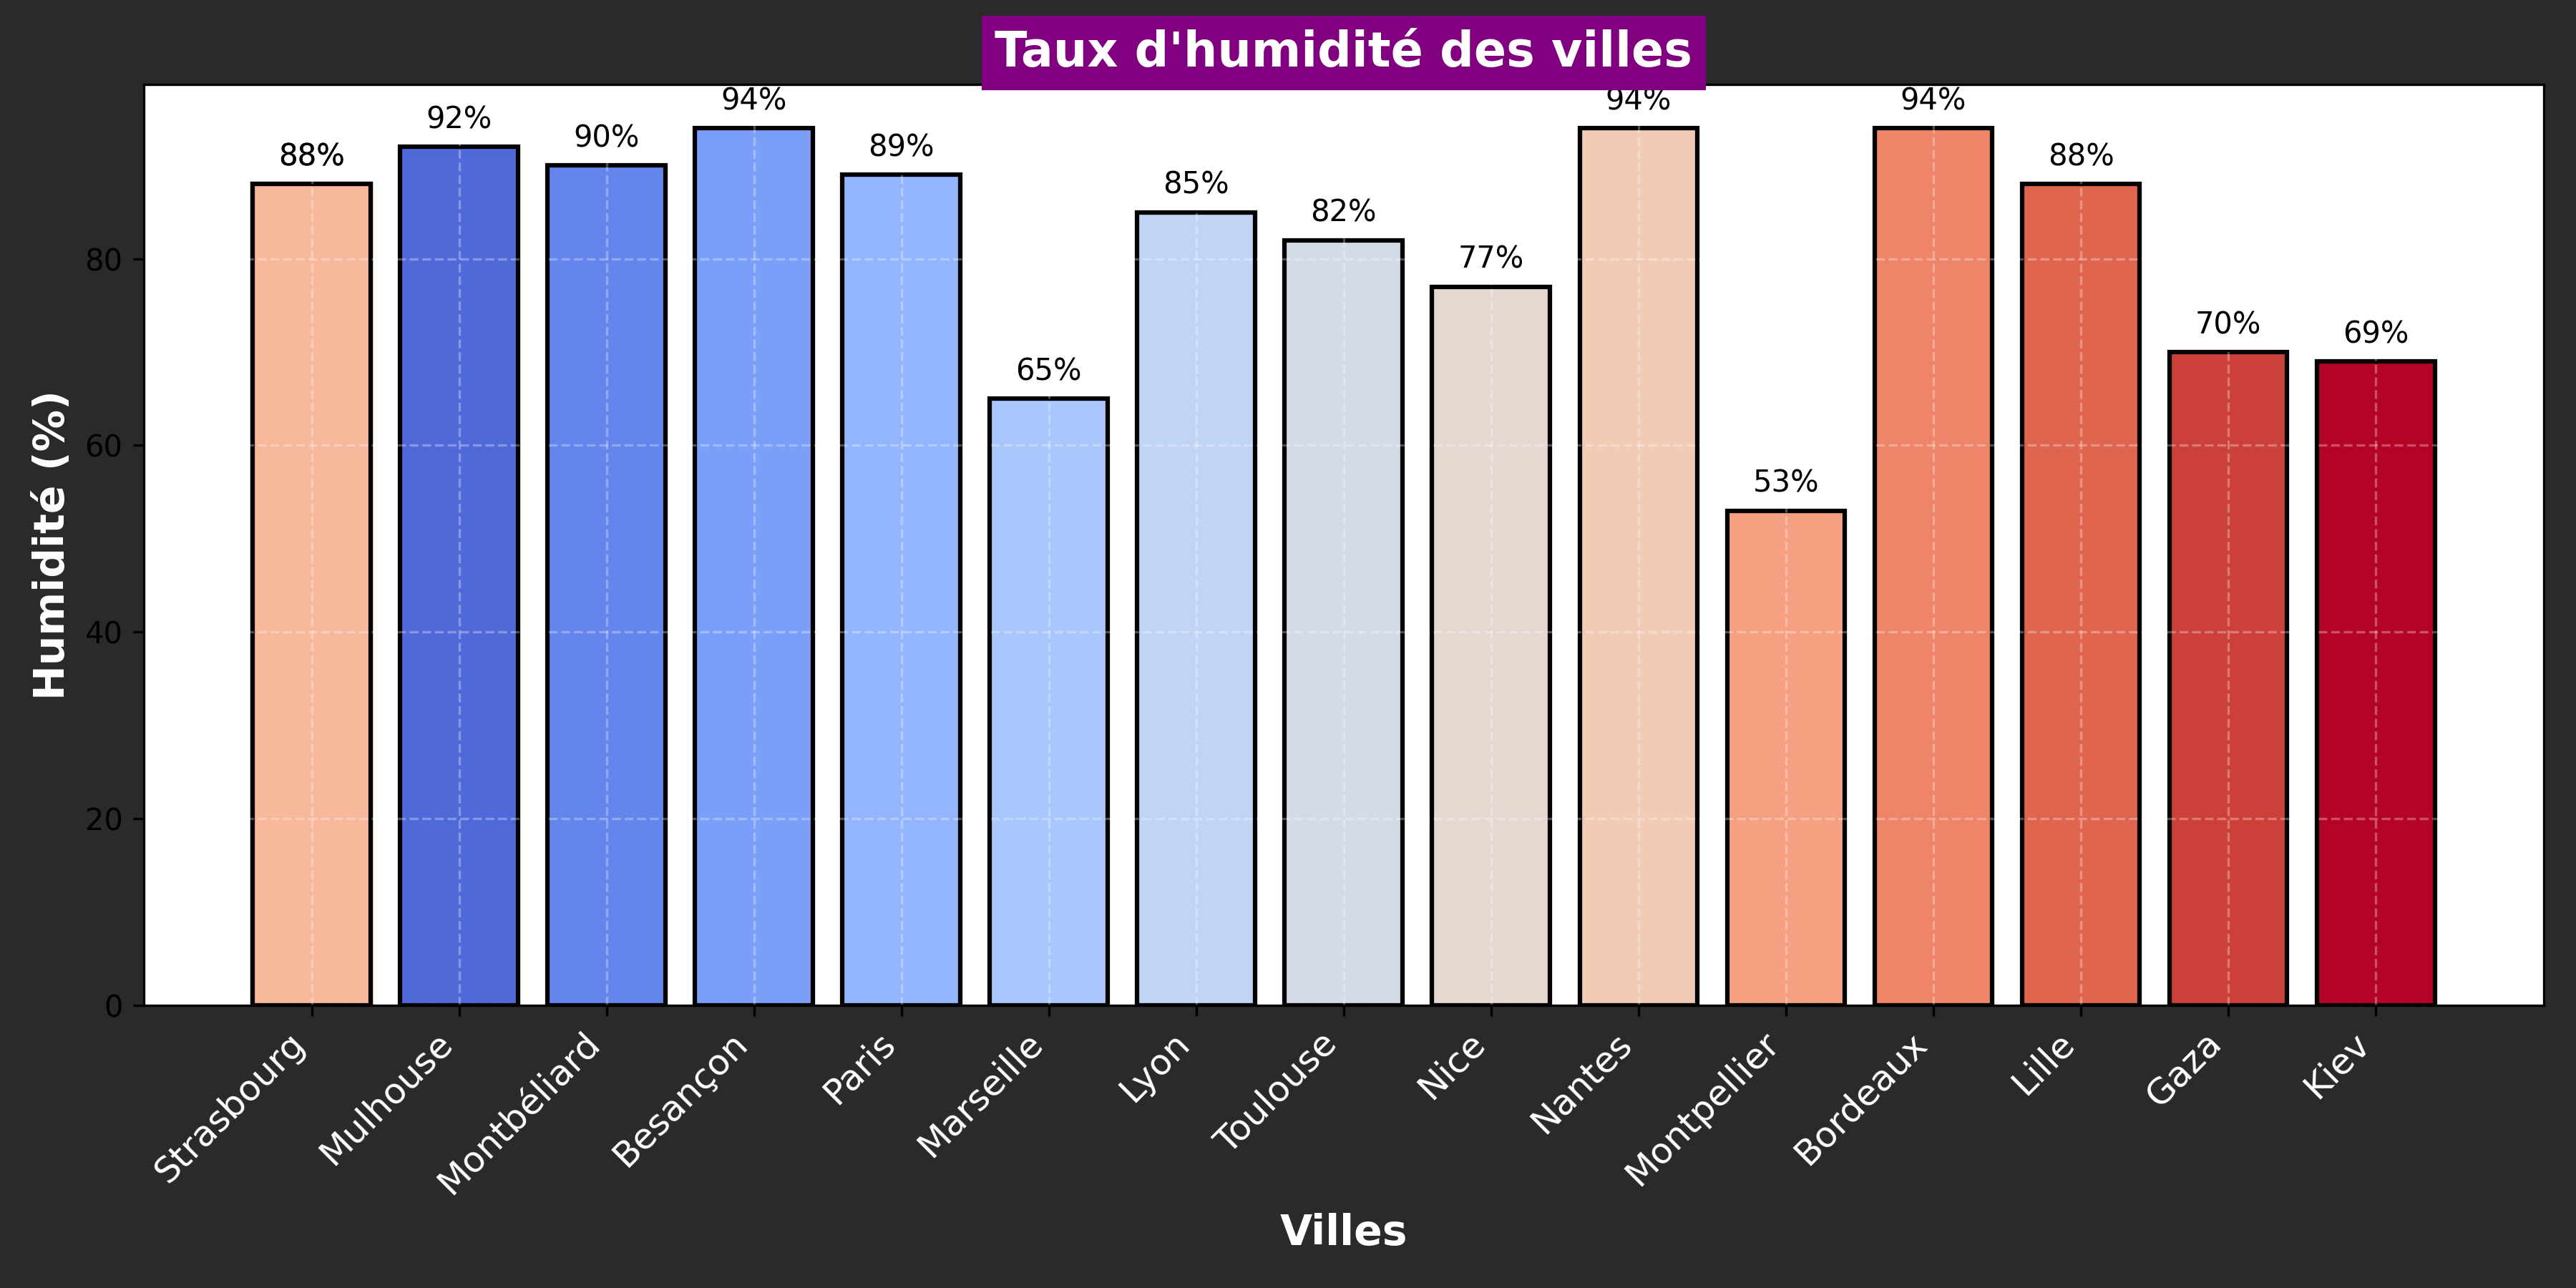 Taux d'humidité des villes
88%
92%
90%
94%
89%
65%
85%
82%
77%
94%
53%
94%
88%
70%
69%
Humidité (%)
80
60
40
20
0
Strasbourg
Mulhouse
Montbéliard
Besançon
Paris
Marseille
Lyon
Toulouse
Nice
Nantes
Montpellier
Bordeaux
Lille
Gaza
Kiev
Villes